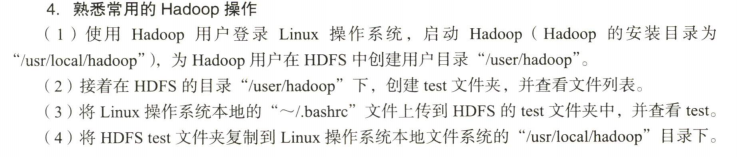 4. 熟悉常用的 Hadoop 操作
（1）使用 Hadoop 用户登录 Linux 操作系统，启动 Hadoop（Hadoop 的安装目录为
“/usr/local/hadoop”），为 Hadoop 用户在 HDFS 中创建用户目录“/user/hadoop”。
（2）接着在 HDFS 的目录“/user/hadoop”下，创建 test 文件夹，并查看文件列表。
（3）将 Linux 操作系统本地的“～/.bashrc”文件上传到 HDFS 的 test 文件夹中，并查看 test。
（4）将 HDFS test 文件夹复制到 Linux 操作系统本地文件系统的“/usr/local/hadoop”目录下。